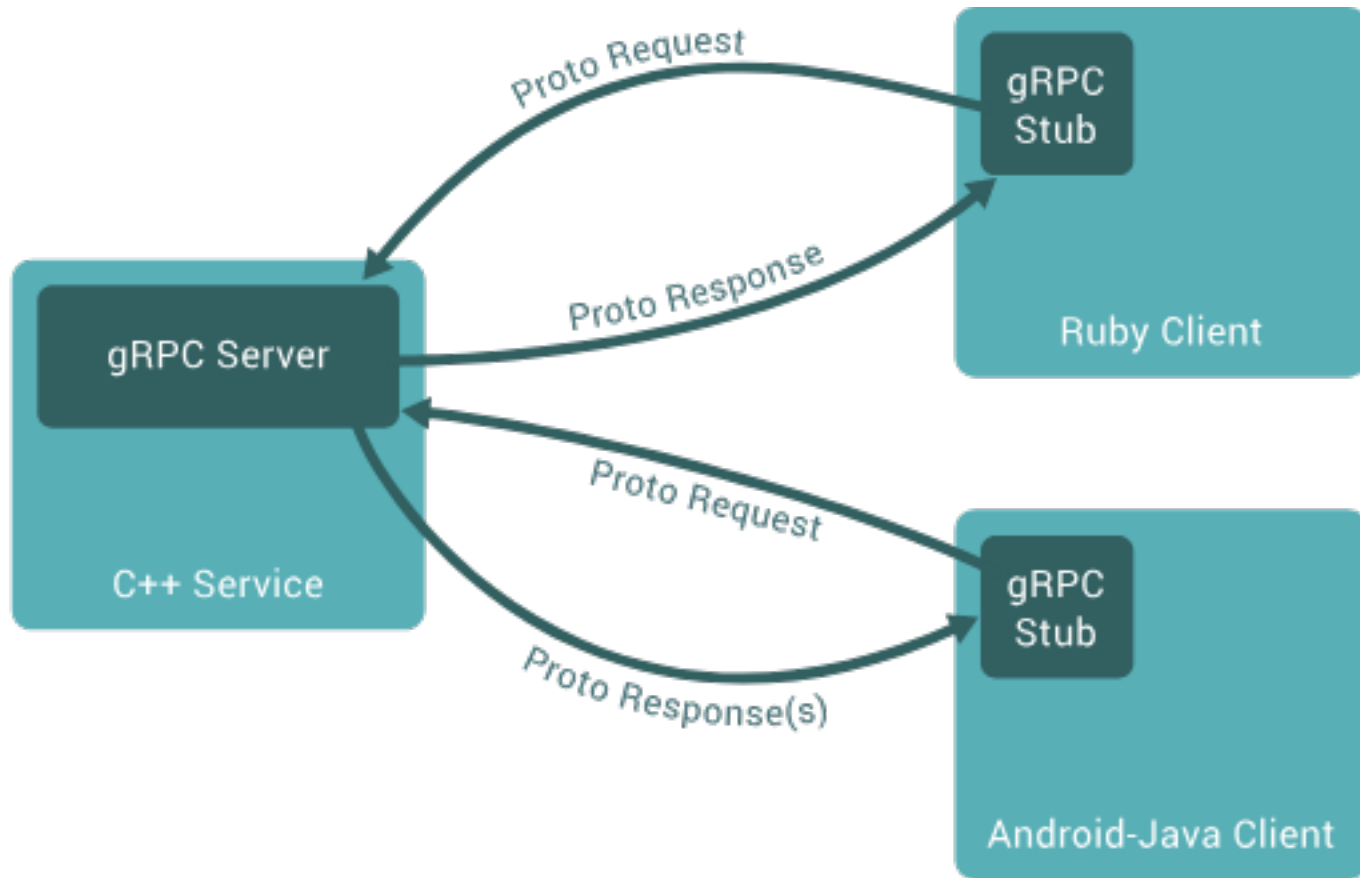 Proto Request
gRPC
Stub
Proto Response
Ruby Client
gRPC Server
C++ Service
Proto Request
gRPC
Stub
Proto Response(s)
Android-Java Client